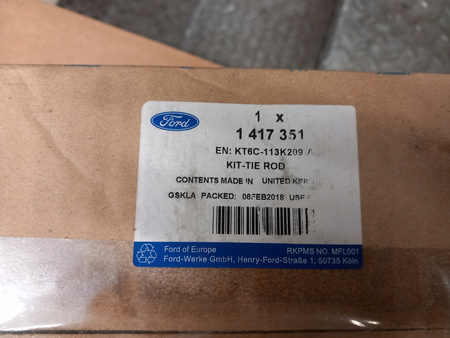 Ford
1 x
1 417 351
EN: KT6C-113K209 A
KIT-TIE ROD
CONTENTS MADE IN UNITED
GSKLA PACKED: 06FEB2018 USE
Ford of Europe RKPMS NO. MFL001
Ford-Werke GmbH, Henry-Ford-Straße 1, 50735 Köln